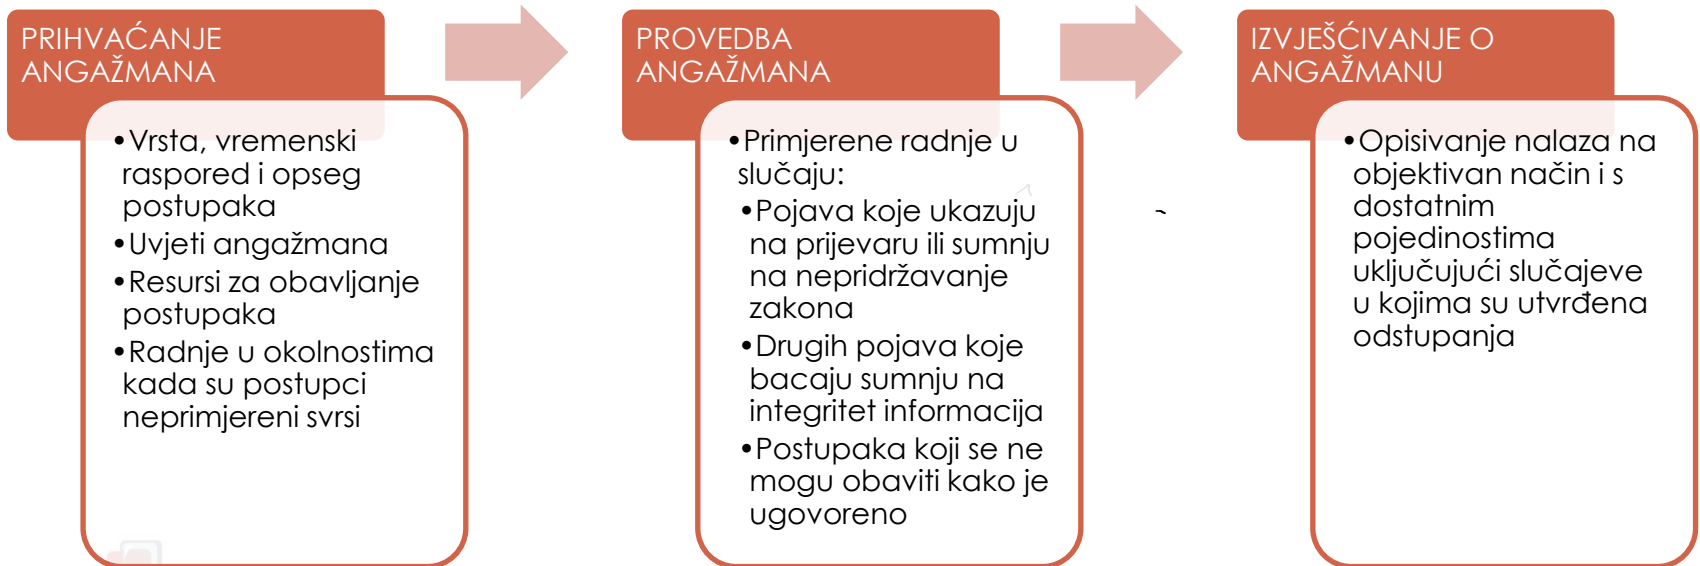 PRIHVAĆANJE
ANGAŽMANA
•Vrsta, vremenski
raspored i opseg
postupaka
•Uvjeti angažmana
•Resursi za obavljanje
postupaka
•Radnje u okolnostima
kada su postupci
neprimjereni svrsi
PROVEDBA
ANGAŽMANA
•Primjerene radnje u
slučaju:
•Pojava koje ukazuju
na prijevaru ili sumnju
na nepridržavanje
zakona
•Drugih pojava koje
bacaju sumnju na
integritet informacija
•Postupaka koji se ne
mogu obaviti kako je
ugovoreno
IZVJEŠĆIVANJE O
ANGAŽMANU
•Opisivanje nalaza na
objektivan način i s
dostatnim
pojedinostima
uključujući slučajeve
u kojima su utvrđena
odstupanja